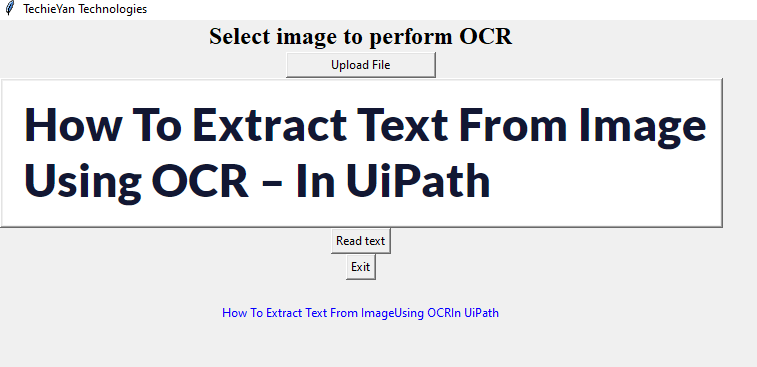 TechieYan Technologies
Select image to perform OCR
Upload File
How To Extract Text From Image
Using OCR – In UiPath
Read text
Exit
How To Extract Text From ImageUsing OCRIn UiPath